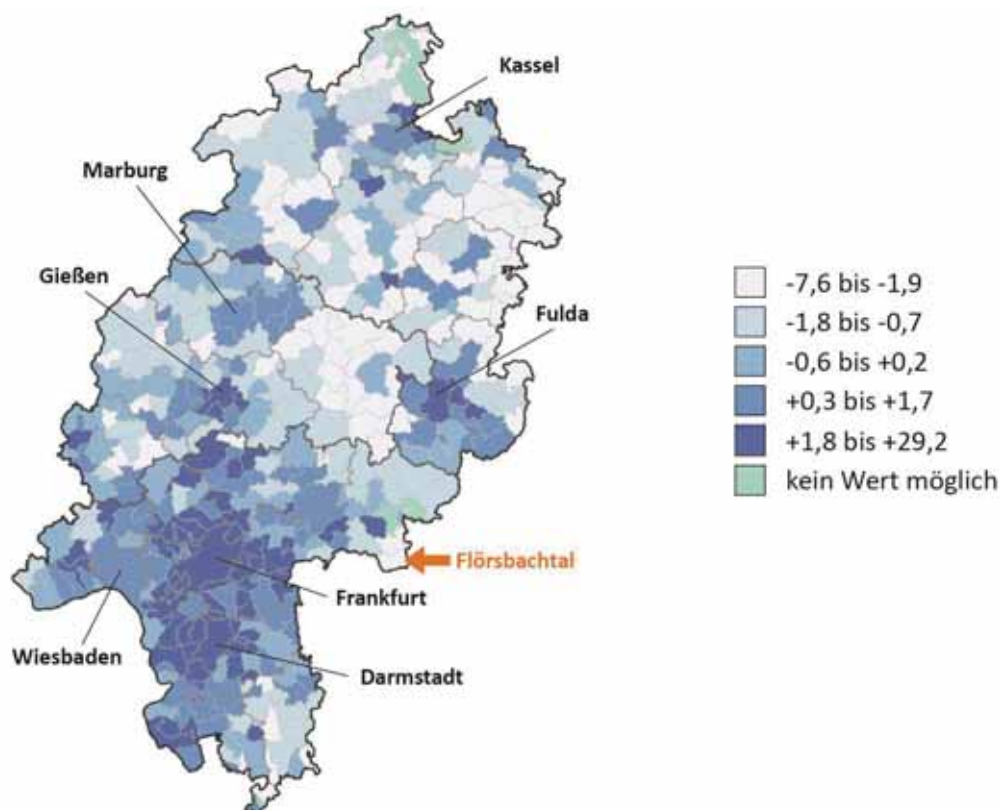 Kassel
Marburg
Gießen
Fulda
-7,6 bis -1,9
-1,8 bis -0,7
-0,6 bis +0,2
+0,3 bis +1,7
+1,8 bis +29,2
kein Wert möglich
Flörsbachtal
Frankfurt
Wiesbaden
Darmstadt